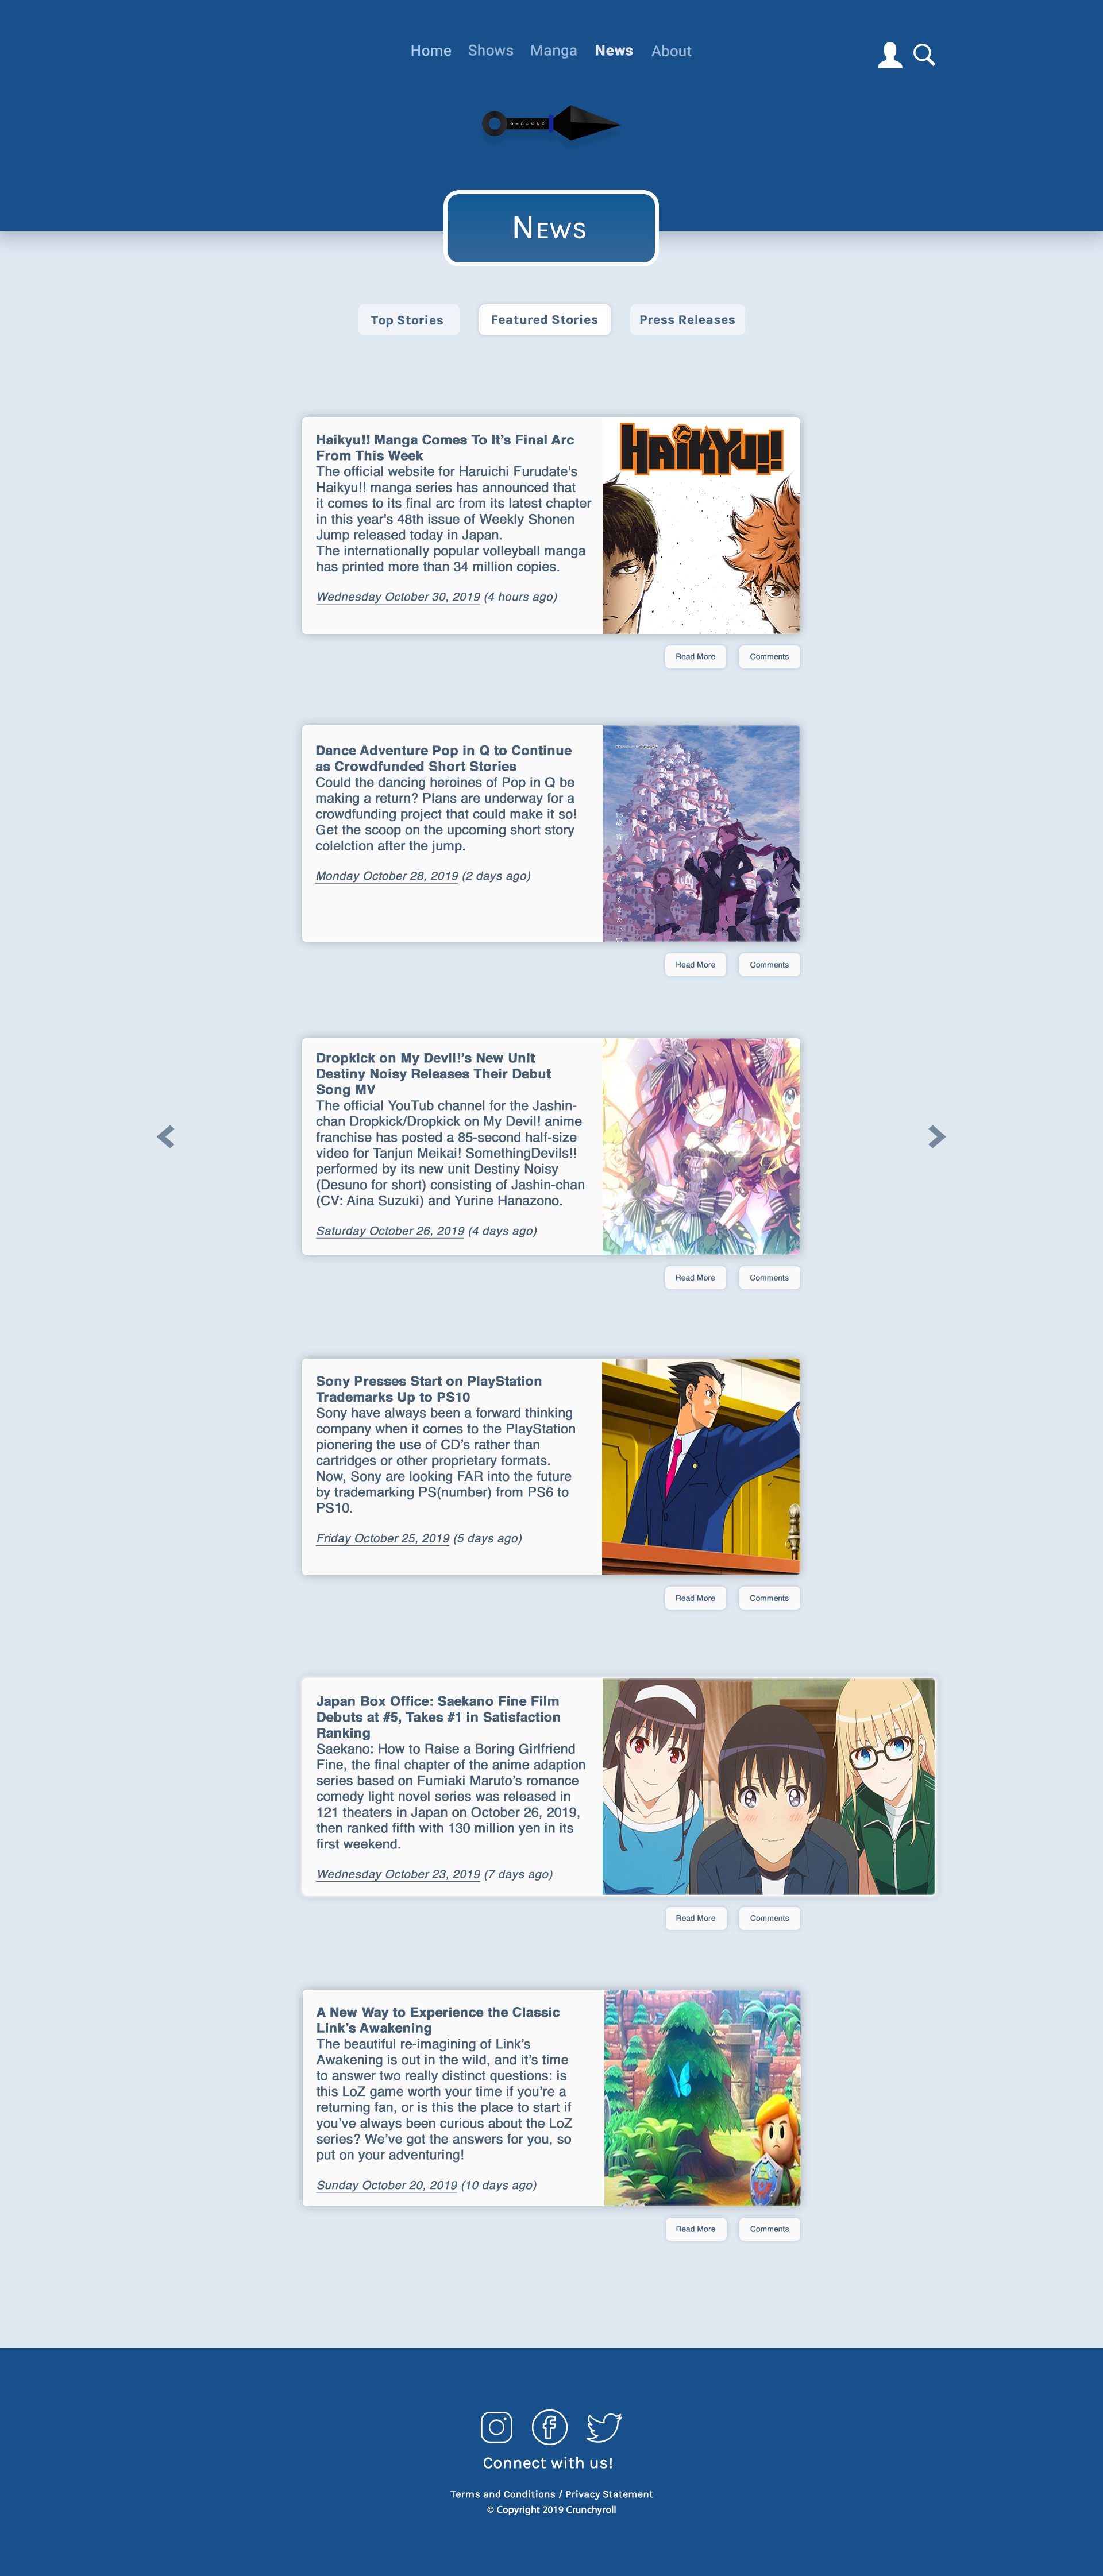 Home Shows Manga News About
News
Top Stories Featured Stories Press Releases
Haikyu!! Manga Comes To It’s Final Arc
From This Week
The official website for Haruichi Furudate's
Haikyu!! manga series has announced that
it comes to its final arc from its latest chapter
in this year's 48th issue of Weekly Shonen
Jump released today in Japan.
The internationally popular volleyball manga
has printed more than 34 million copies.
Wednesday October 30, 2019 (4 hours ago)
HAiKYU!!
Read More Comments
Dance Adventure Pop in Q to Continue
as Crowdfunded Short Stories
Could the dancing heroines of Pop in Q be
making a return? Plans are underway for a
crowdfunding project that could make it so!
Get the scoop on the upcoming short story
colelction after the jump.
Monday October 28, 2019 (2 days ago)
Read More Comments
Dropkick on My Devil!’s New Unit
Destiny Noisy Releases Their Debut
Song MV
The official YouTub channel for the Jashin-
chan Dropkick/Dropkick on My Devil! anime
franchise has posted a 85-second half-size
video for Tanjun Meikai! SomethingDevils!!
performed by its new unit Destiny Noisy
(Desuno for short) consisting of Jashin-chan
(CV: Aina Suzuki) and Yurine Hanazono.
Saturday October 26, 2019 (4 days ago)
Read More Comments
Sony Presses Start on PlayStation
Trademarks Up to PS10
Sony have always been a forward thinking
company when it comes to the PlayStation
pionering the use of CD’s rather than
cartridges or other proprietary formats.
Now, Sony are looking FAR into the future
by trademarking PS(number) from PS6 to
PS10.
Friday October 25, 2019 (5 days ago)
Read More Comments
Japan Box Office: Saekano Fine Film
Debuts at #5, Takes #1 in Satisfaction
Ranking
Saekano: How to Raise a Boring Girlfriend
Fine, the final chapter of the anime adaption
series based on Fumiaki Maruto’s romance
comedy light novel series was released in
121 theaters in Japan on October 26, 2019,
then ranked fifth with 130 million yen in its
first weekend.
Wednesday October 23, 2019 (7 days ago)
Read More Comments
A New Way to Experience the Classic
Link’s Awakening
The beautiful re-imagining of Link’s
Awakening is out in the wild, and it’s time
to answer two really distinct questions: is
this LoZ game worth your time if you’re a
returning fan, or is this the place to start if
you’ve always been curious about the LoZ
series? We’ve got the answers for you, so
put on your adventuring!
Sunday October 20, 2019 (10 days ago)
Read More Comments
Connect with us!
Terms and Conditions / Privacy Statement
© Copyright 2019 Crunchyroll